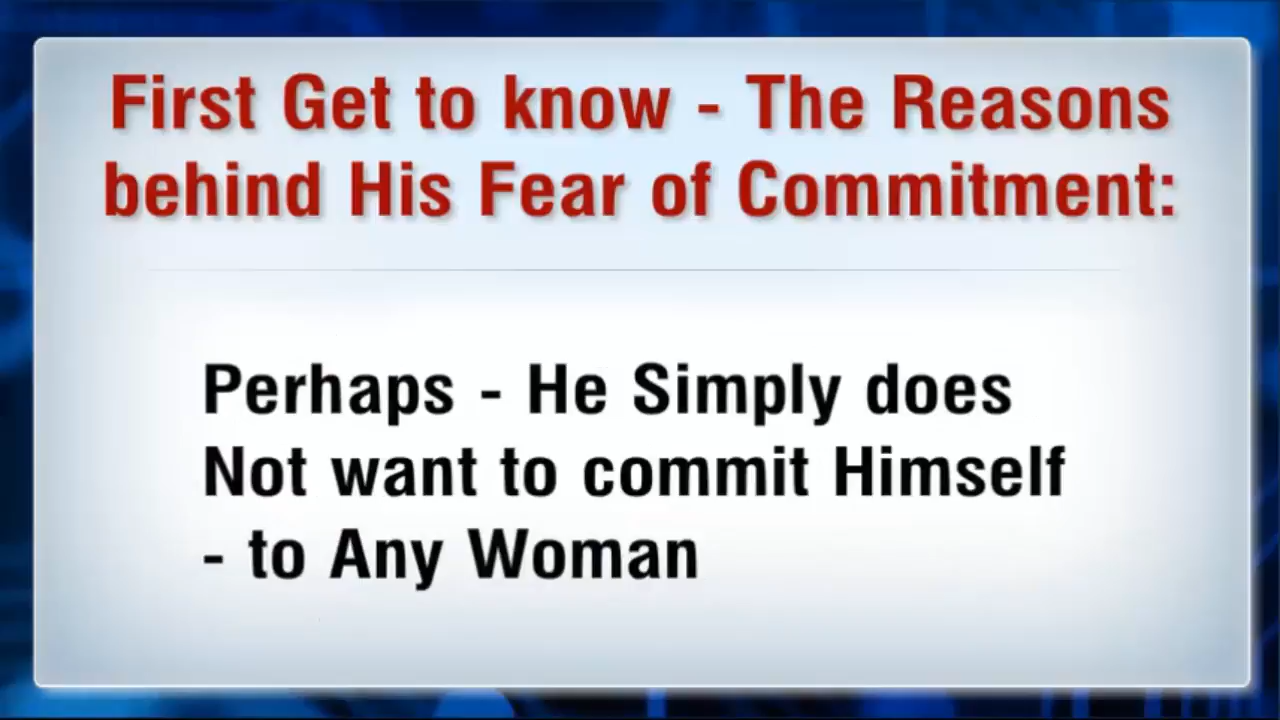 First Get to know - The Reasons
behind His Fear of Commitment:
Perhaps - He Simply does
Not want to commit Himself
- to Any Woman